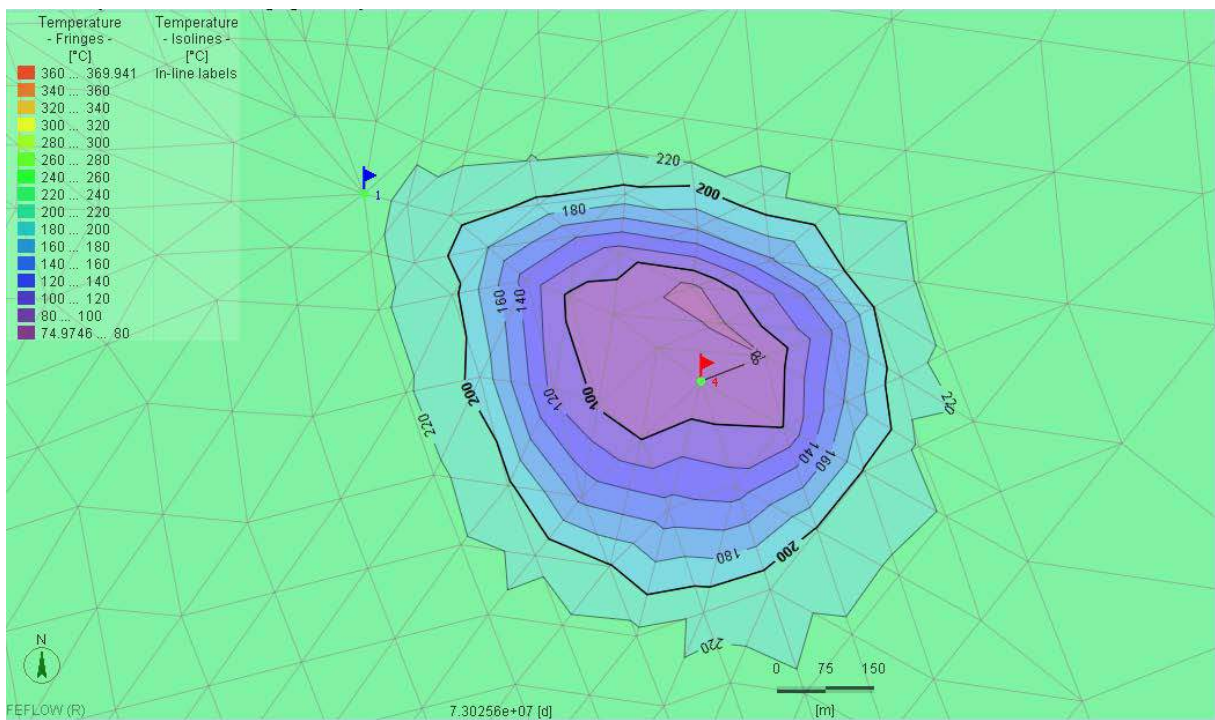 Temperature
- Fringes -
[°C]
360 ... 369.941
340 ... 360
320 ... 340
300 ... 320
280 ... 300
260 ... 280
240 ... 260
220 ... 240
200 ... 220
180 ... 200
160 ... 180
140 ... 160
120 ... 140
100 ... 120
80 ... 100
74.9746 ... 80
Temperature
- Isolines -
[°C]
In-line labels
220
200
180
1
160
140
4
220
200
120
100
220
140
160
180
200
220
N
0 75 150
[m]
FEFLOW (R)
7.30256e+07 [d]